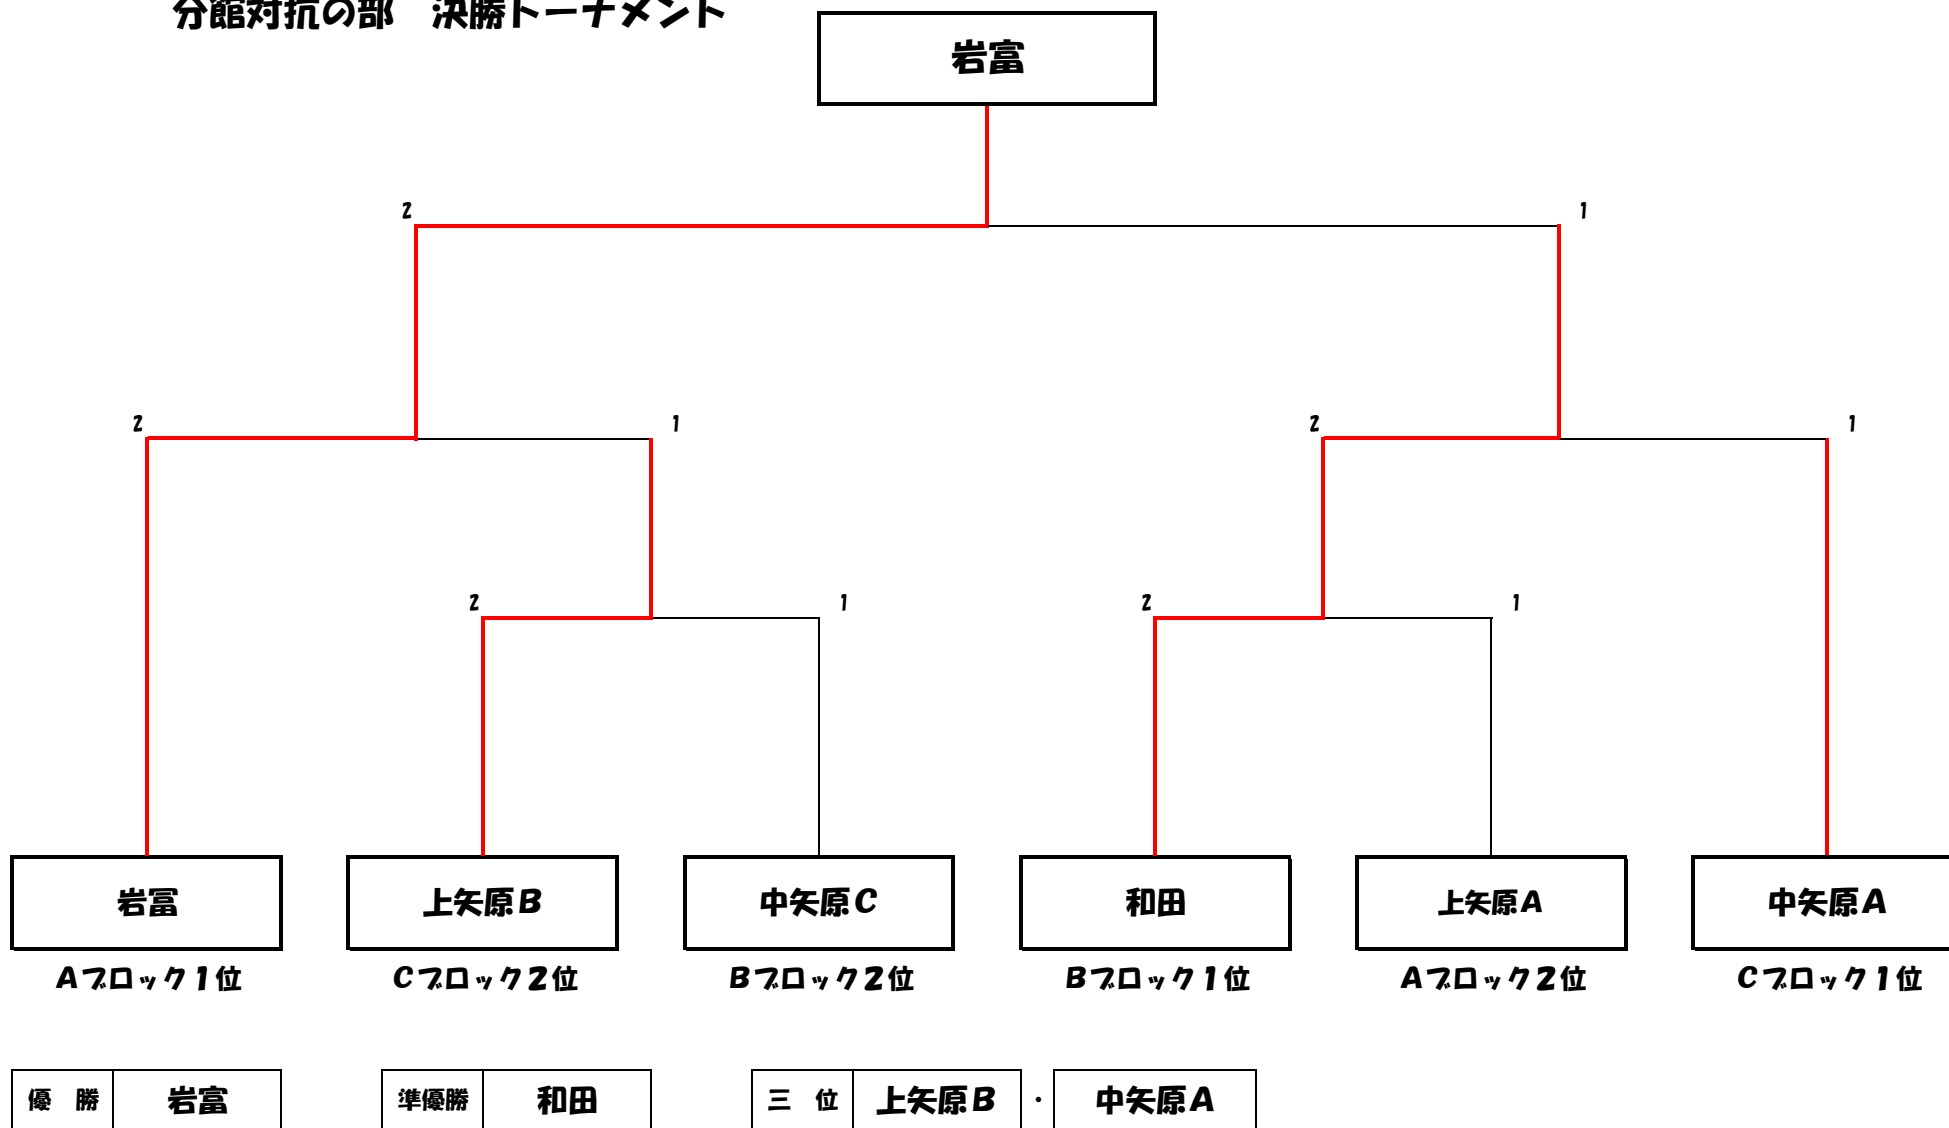 分館対抗の部　決勝トーナメント
岩富
2 1
2 1 2 1
2 1 2 1
岩冨 上矢原B 中矢原C 和田 上矢原A 中矢原A
Aブロック1位 Cブロック2位 Bブロック2位 Bブロック1位 Aブロック2位 Cブロック1位
優　勝 岩富 準優勝 和田 三　位 上矢原B ・ 中矢原A